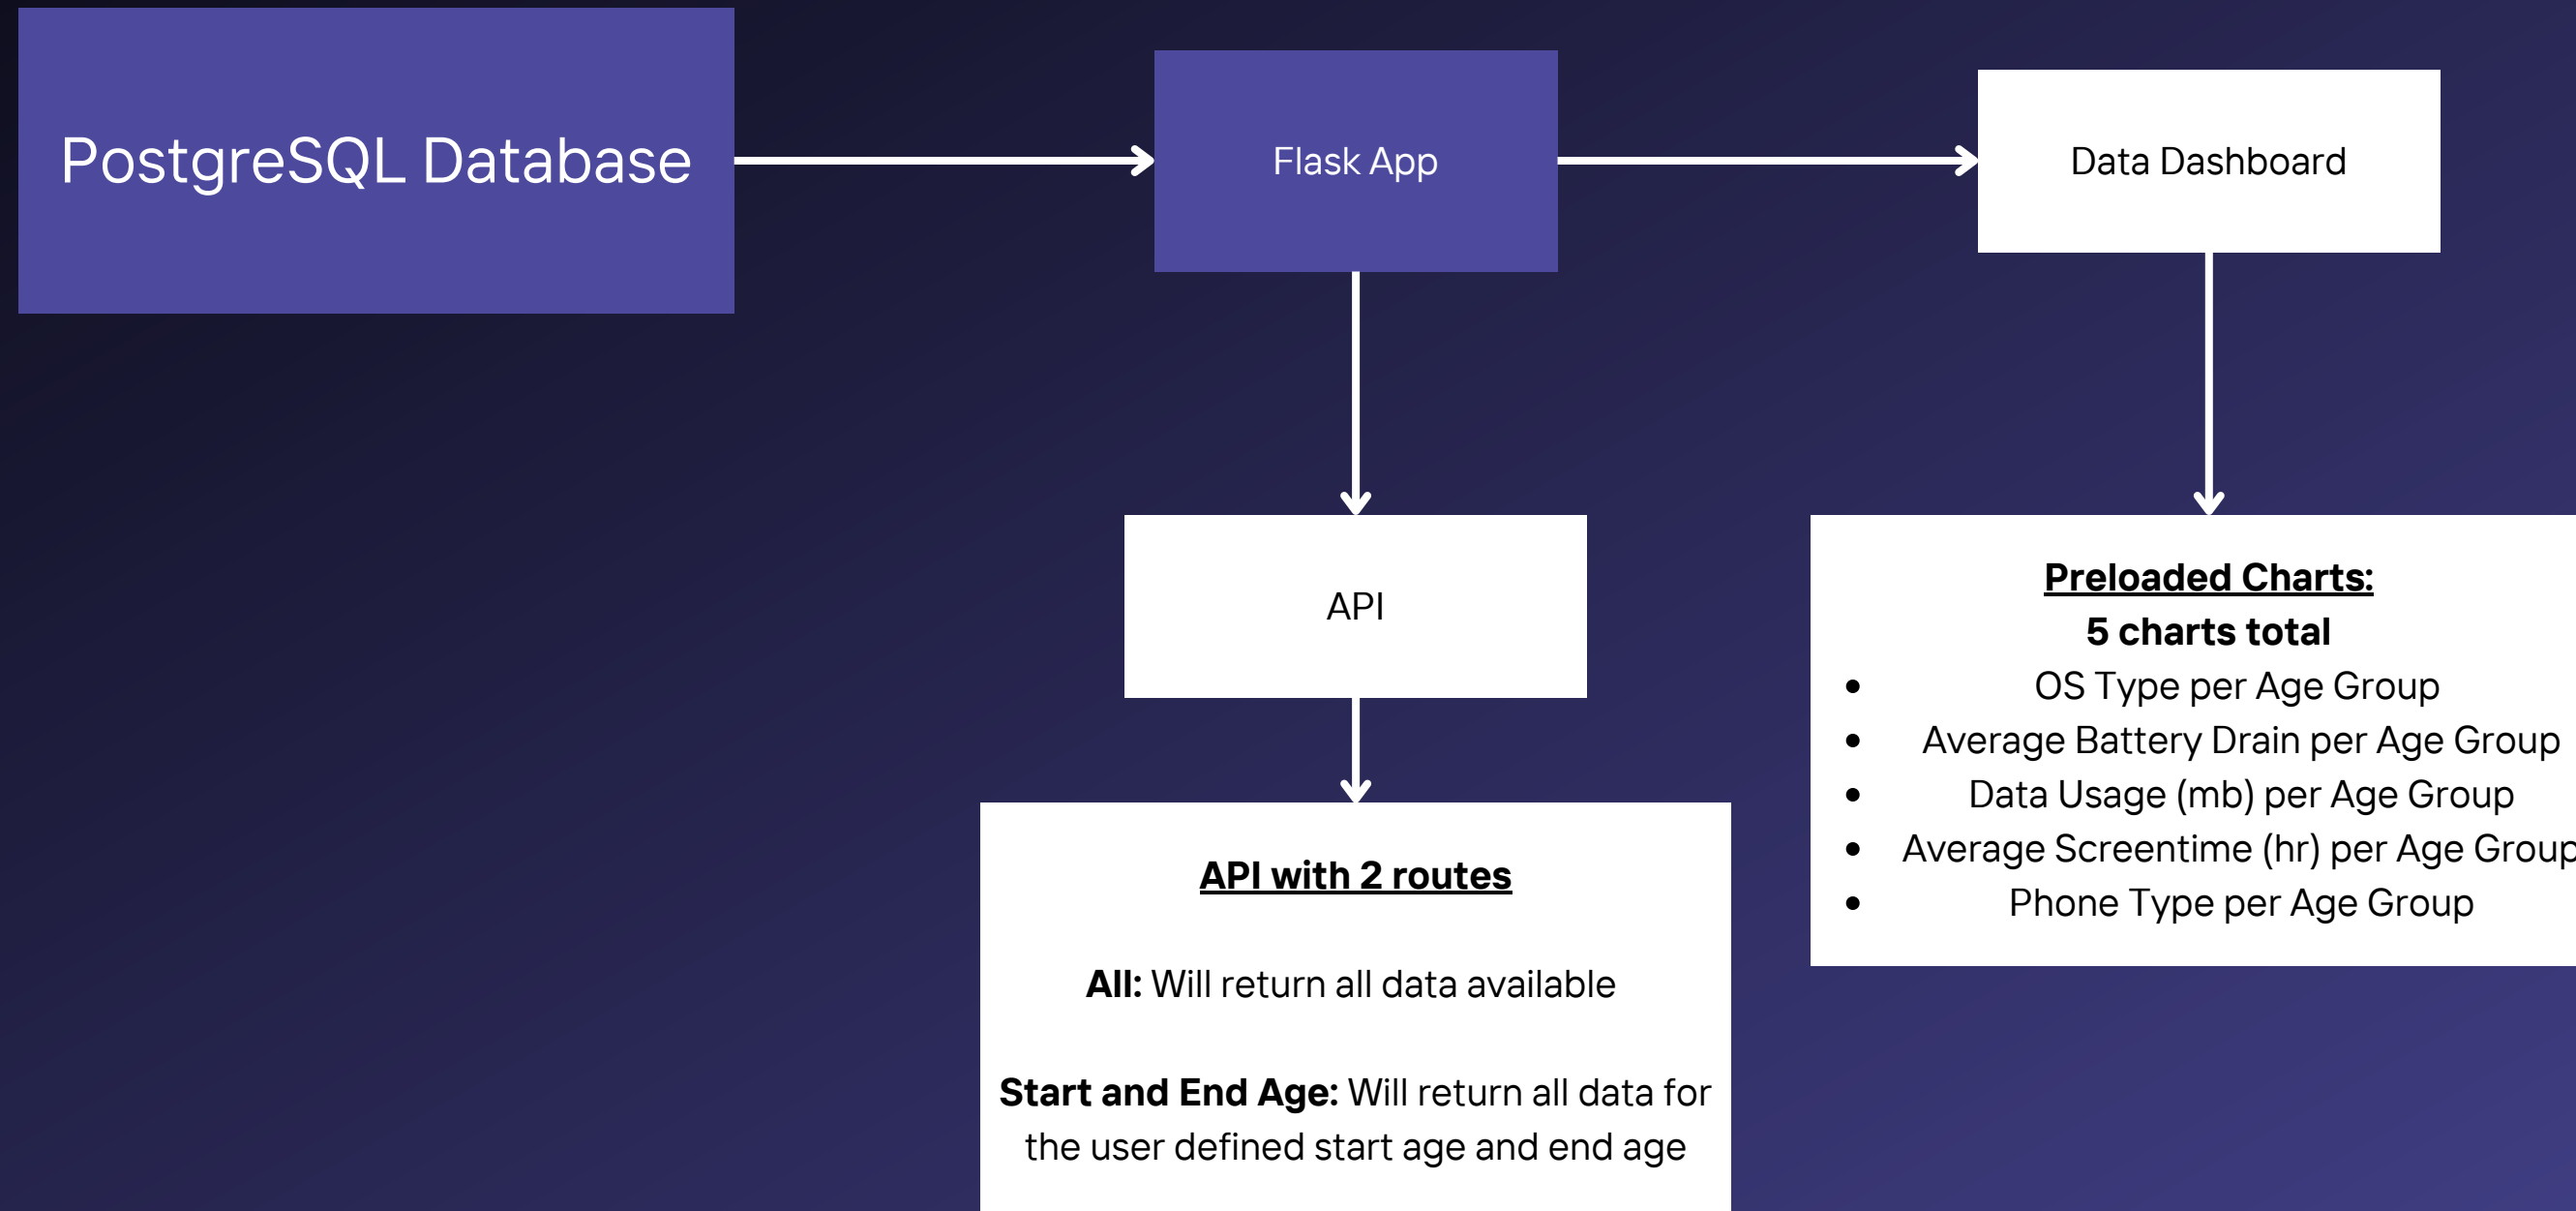 PostgreSQL Database
Flask App
Data Dashboard
API
API with 2 routes
All: Will return all data available
Start and End Age: Will return all data for
the user defined start age and end age
Preloaded Charts:
5 charts total
• OS Type per Age Group
• Average Battery Drain per Age Group
• Data Usage (mb) per Age Group
• Average Screentime (hr) per Age Group
• Phone Type per Age Group